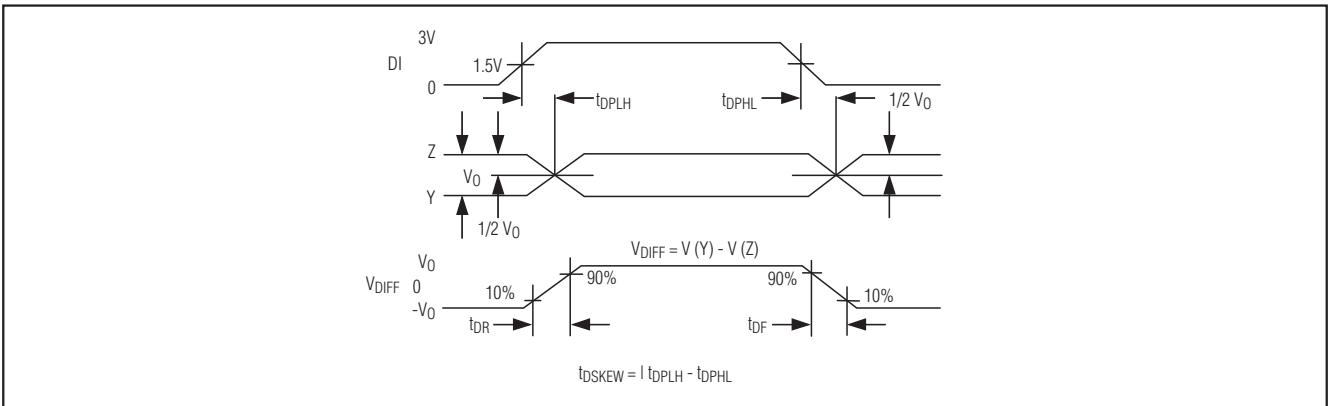 3V
DI
1.5V
0
tDPLH
tDPHL
1/2 VO
Z
VO
Y
1/2 VO
VDIFF = V (Y) - V (Z)
VO
VDIFF 0
-VO
10%
90%
90%
10%
tDR
tDF
tDSKEW = | tDPLH - tDPHL